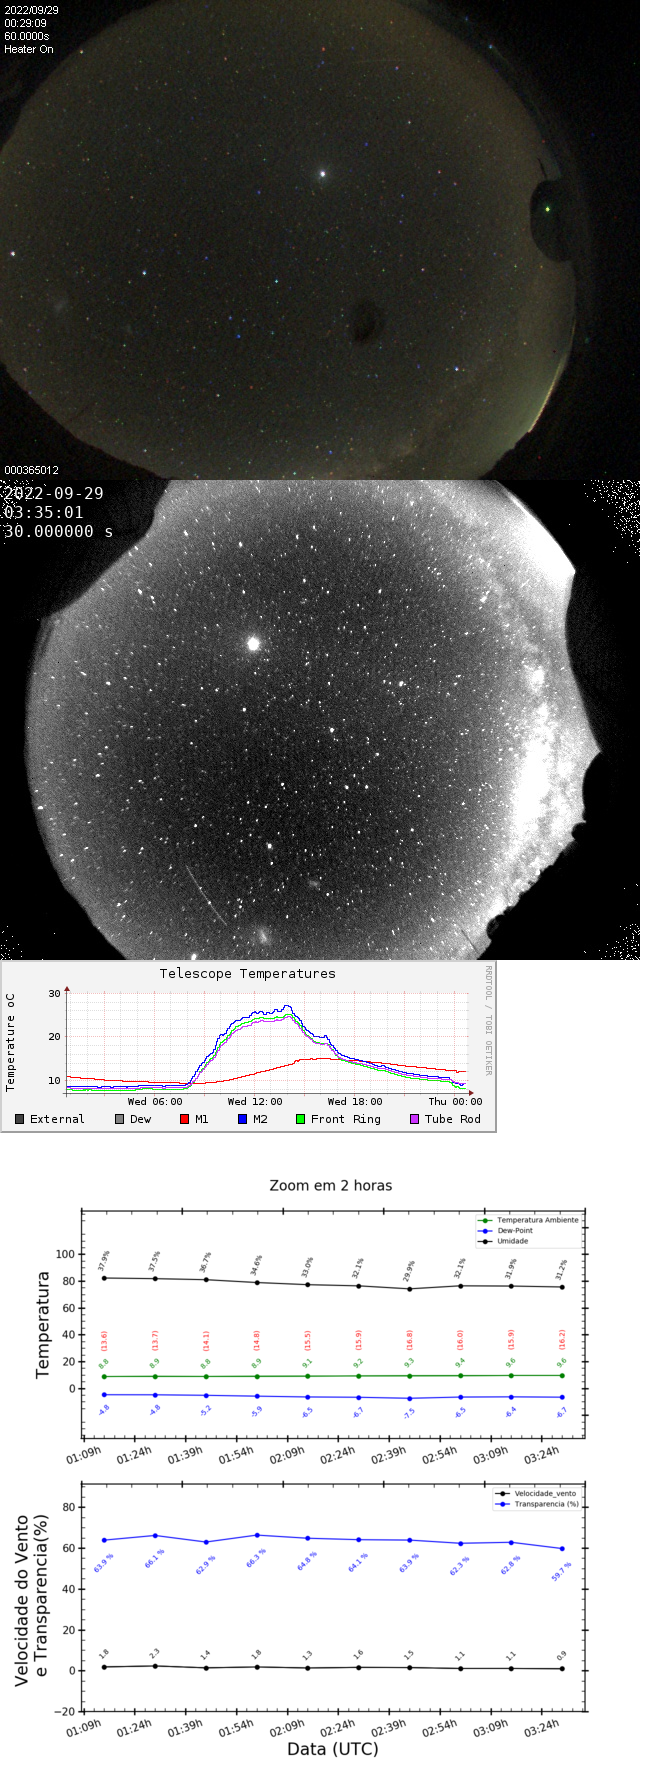 2022/09/29
00:29:09
60.0000s
Heater On
000365012
2022-09-29
03:35:01
30.000000 s
Telescope Temperatures
Temperature oC
30
20
10
Wed 06:00 Wed 12:00 Wed 18:00 Thu 00:00
External Dew M1 M2 Front Ring Tube Rod
RRDTOOL / TOBI OETIKER
Zoom em 2 horas
Temperatura Ambiente
Dew-Point
Umidade
Temperatura
100
80
60
40
20
0
37.9% 37.5% 36.7% 34.6% 33.0% 32.1% 29.9% 32.1% 31.9% 31.2%
(13.6) (13.7) (14.1) (14.8) (15.5) (15.9) (16.8) (16.0) (15.9) (16.2)
8.8 8.9 8.8 8.9 9.1 9.2 9.3 9.4 9.6 9.6
-4.8 -4.8 -5.2 -5.9 -6.5 -6.7 -7.5 -6.5 -6.4 -6.7
01:09h 01:24h 01:39h 01:54h 02:09h 02:24h 02:39h 02:54h 03:09h 03:24h
Velocidade_vento
Transparencia (%)
Velocidade do Vento
e Transparencia(%)
80
60
40
20
0
−20
63.9 % 66.1 % 62.9 % 66.3 % 64.8 % 64.1 % 63.9 % 62.3 % 62.8 % 59.7 %
1.8 2.3 1.4 1.8 1.3 1.6 1.5 1.1 1.1 0.9
01:09h 01:24h 01:39h 01:54h 02:09h 02:24h 02:39h 02:54h 03:09h 03:24h
Data (UTC)